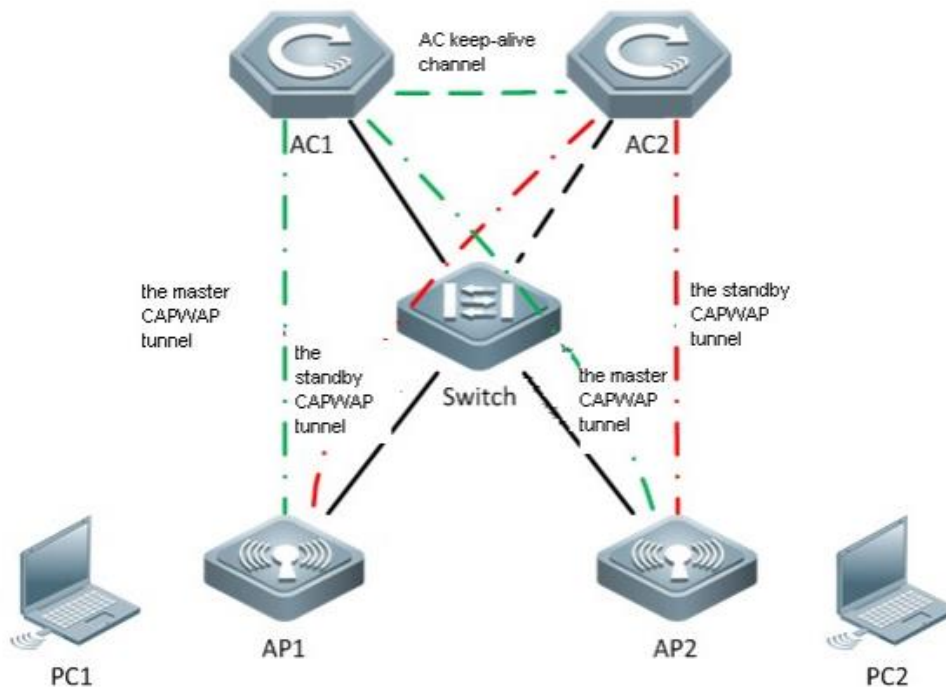 AC keep-alive
channel
AC1
AC2
the master
CAPWAP
tunnel
the standby
CAPWAP
tunnel
the
standby
CAPWAP
tunnel
the master
CAPWAP
tunnel
Switch
AP1
AP2
PC1
PC2